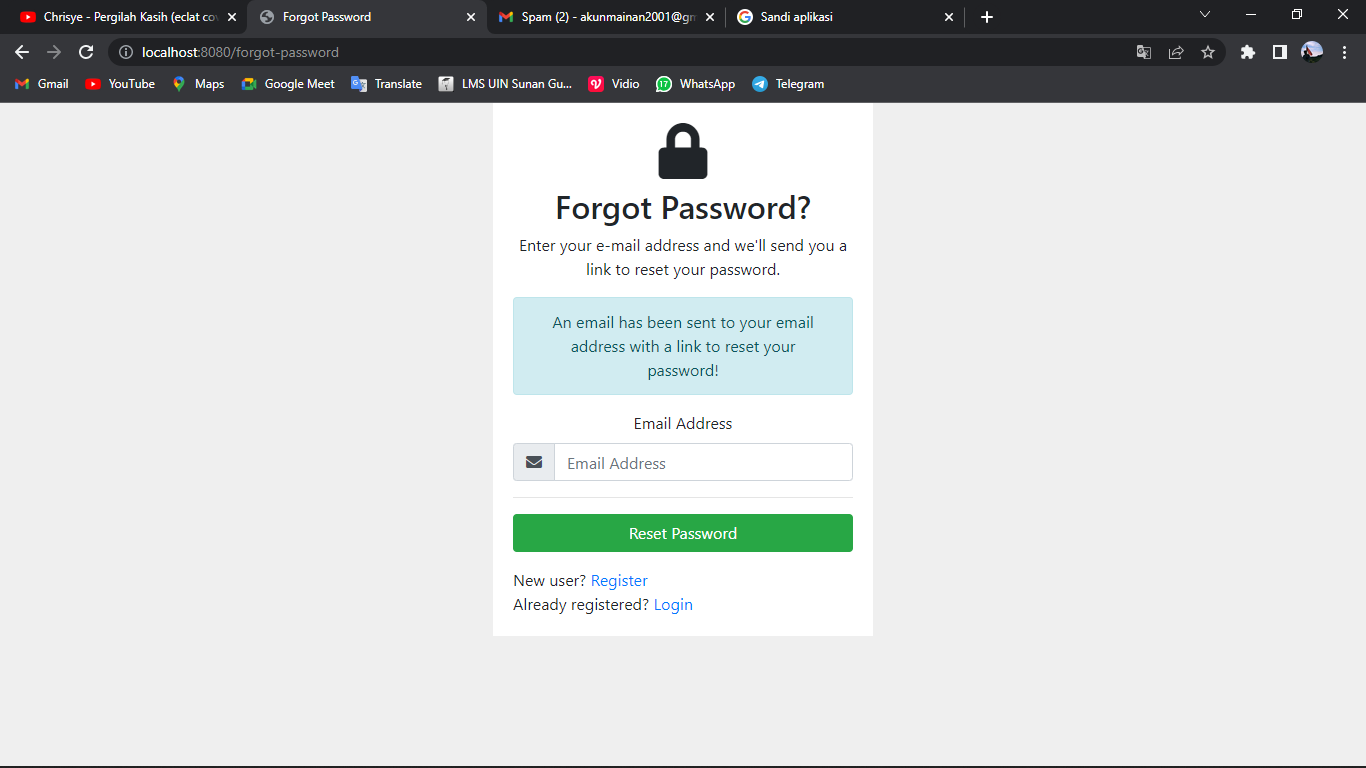 Chrisye - Pergilah Kasih (eclat cov
Forgot Password
Spam (2) - akunmainan2001@gm
Sandi aplikasi
localhost:8080/forgot-password
Gmail
YouTube
Maps
Google Meet
Translate
LMS UIN Sunan Gu...
Vidio
17
WhatsApp
Telegram
Forgot Password?
Enter your e-mail address and we'll send you a
link to reset your password.
An email has been sent to your email
address with a link to reset your
password!
Email Address
Email Address
Reset Password
New user? Register
Already registered? Login